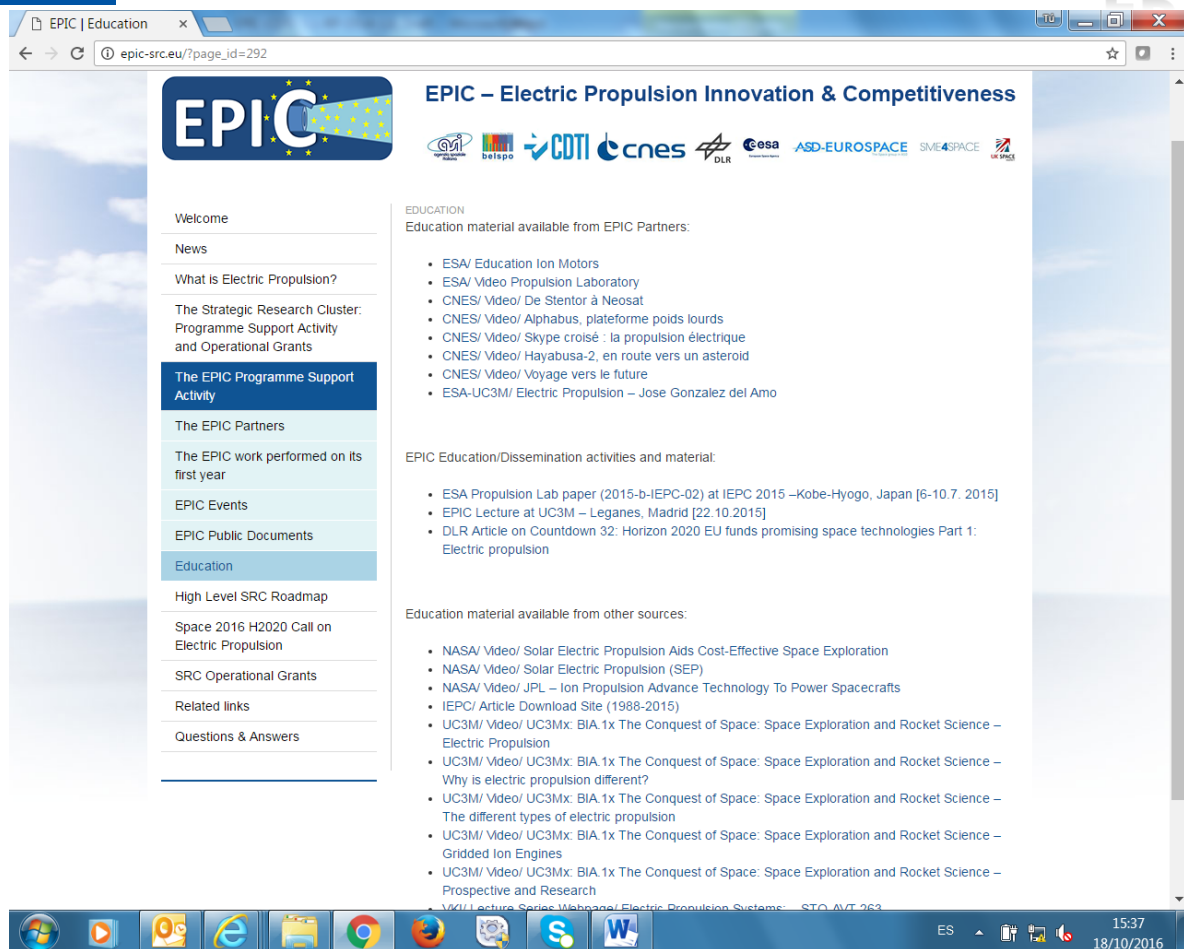 EPIC | Education
TÚ
epic-src.eu/?page_id=292
EPIC
EPIC – Electric Propulsion Innovation & Competitiveness
asi
belspo
CDTI
cnes
DLR
esa
ASD-EUROSPACE
SME4SPACE
UK SPACE
Welcome
News
What is Electric Propulsion?
The Strategic Research Cluster:
Programme Support Activity
and Operational Grants
The EPIC Programme Support
Activity
The EPIC Partners
The EPIC work performed on its
first year
EPIC Events
EPIC Public Documents
Education
High Level SRC Roadmap
Space 2016 H2020 Call on
Electric Propulsion
SRC Operational Grants
Related links
Questions & Answers
EDUCATION
Education material available from EPIC Partners:
ESA/ Education Ion Motors
ESA/ Video Propulsion Laboratory
CNES/ Video/ De Stentor à Neosat
CNES/ Video/ Alphabus, plateforme poids lourds
CNES/ Video/ Skype croisé : la propulsion électrique
CNES/ Video/ Hayabusa-2, en route vers un asteroid
CNES/ Video/ Voyage vers le future
ESA-UC3M/ Electric Propulsion – Jose Gonzalez del Amo
EPIC Education/Dissemination activities and material:
ESA Propulsion Lab paper (2015-b-IEPC-02) at IEPC 2015 –Kobe-Hyogo, Japan [6-10.7. 2015]
EPIC Lecture at UC3M – Leganes, Madrid [22.10.2015]
DLR Article on Countdown 32: Horizon 2020 EU funds promising space technologies Part 1:
Electric propulsion
Education material available from other sources:
NASA/ Video/ Solar Electric Propulsion Aids Cost-Effective Space Exploration
NASA/ Video/ Solar Electric Propulsion (SEP)
NASA/ Video/ JPL – Ion Propulsion Advance Technology To Power Spacecrafts
IEPC/ Article Download Site (1988-2015)
UC3M/ Video/ UC3Mx: BIA.1x The Conquest of Space: Space Exploration and Rocket Science –
Electric Propulsion
UC3M/ Video/ UC3Mx: BIA.1x The Conquest of Space: Space Exploration and Rocket Science –
Why is electric propulsion different?
UC3M/ Video/ UC3Mx: BIA.1x The Conquest of Space: Space Exploration and Rocket Science –
The different types of electric propulsion
UC3M/ Video/ UC3Mx: BIA.1x The Conquest of Space: Space Exploration and Rocket Science –
Gridded Ion Engines
UC3M/ Video/ UC3Mx: BIA.1x The Conquest of Space: Space Exploration and Rocket Science –
Prospective and Research
VKI/ Lecture Series Webpage/ Electric Propulsion Systems: STO-AVT-263
ES
15:37
18/10/2016